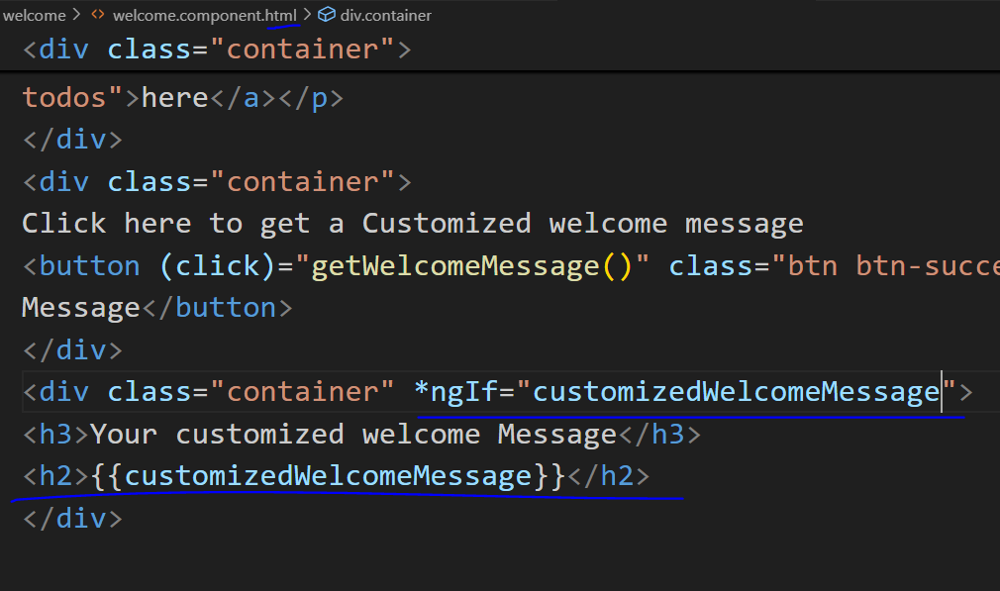 welcome > <> welcome.component.html > div.container
<div class="container">
todos">here</a></p>
</div>
<div class="container">
Click here to get a Customized welcome message
<button (click)="getWelcomeMessage()" class="btn btn-succe
Message</button>
</div>
<div class="container" *ngIf="customizedWelcomeMessage">
<h3>Your customized welcome Message</h3>
<h2>{{customizedWelcomeMessage}}</h2>
</div>